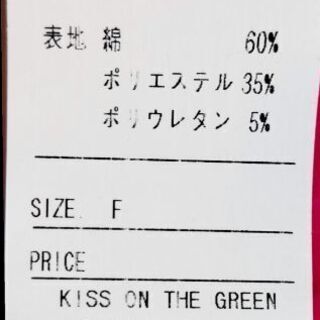 表地 綿 60%
ポリエステル 35%
ポリウレタン 5%
SIZE. F
PRICE
KISS ON THE GREEN